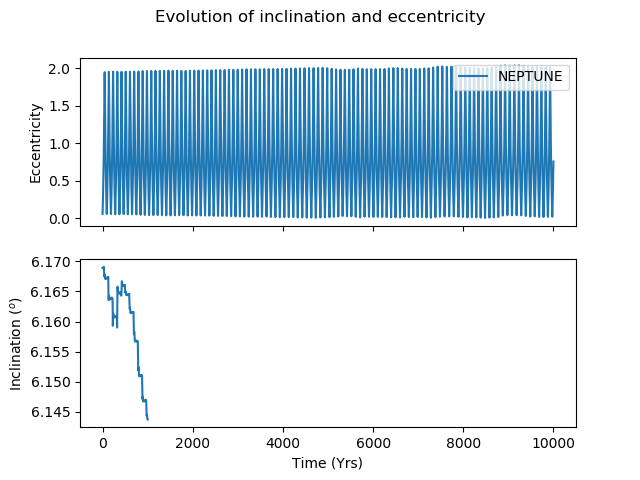 Evolution of inclination and eccentricity
2.0
1.5
1.0
0.5
0.0
Eccentricity
NEPTUNE
6.170
6.165
6.160
6.155
6.150
6.145
Inclination (°)
0 2000 4000 6000 8000 10000
Time (Yrs)